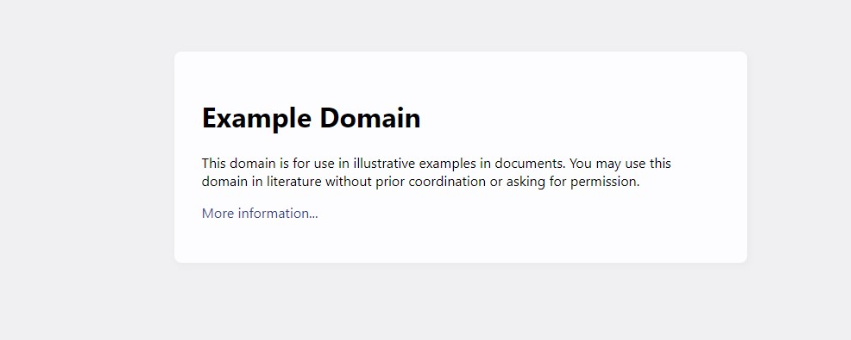 Example Domain
This domain is for use in illustrative examples in documents. You may use this
domain in literature without prior coordination or asking for permission.
More information...